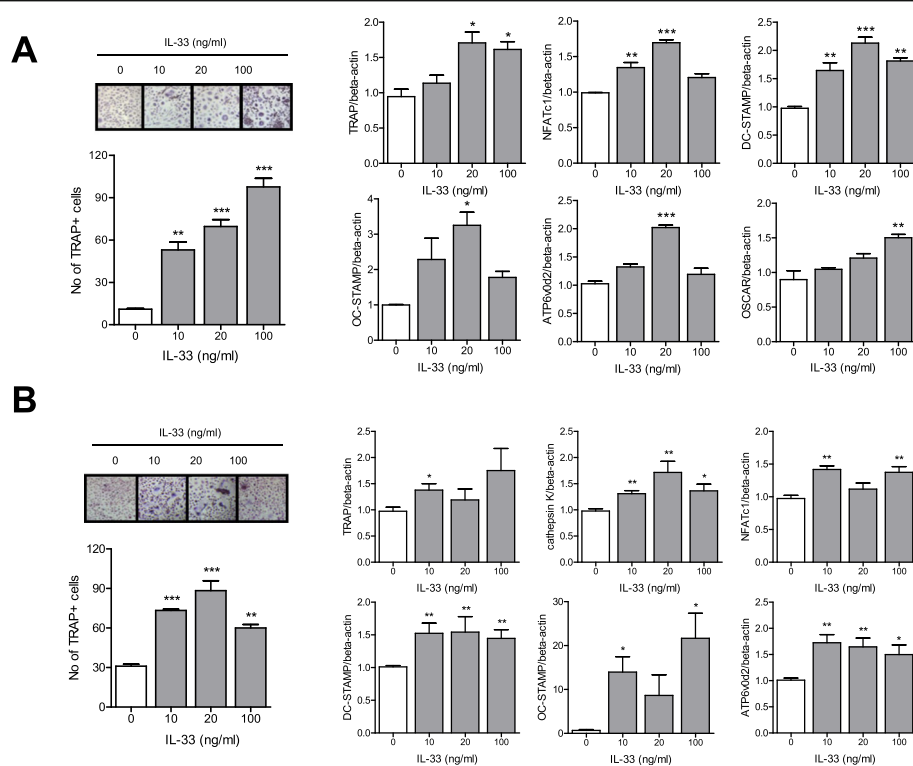 A
IL-33 (ng/ml)
0 10 20 100
No of TRAP+ cells
120
90
60
30
0
** *** ***
0 10 20 100
IL-33 (ng/ml)
TRAP/beta-actin
2.0
1.5
1.0
0.5
0.0
* *
0 10 20 100
IL-33 (ng/ml)
NFATc1/beta-actin
2.0
1.5
1.0
0.5
0.0
** ***
0 10 20 100
IL-33 (ng/ml)
DC-STAMP/beta-actin
2.5
2.0
1.5
1.0
0.5
0.0
** *** **
0 10 20 100
IL-33 (ng/ml)
OC-STAMP/beta-actin
4
3
2
1
0
*
0 10 20 100
IL-33 (ng/ml)
ATP6v0d2/beta-actin
2.5
2.0
1.5
1.0
0.5
0.0
***
0 10 20 100
IL-33 (ng/ml)
OSCAR/beta-actin
2.0
1.5
1.0
0.5
0.0
**
0 10 20 100
IL-33 (ng/ml)
B
IL-33 (ng/ml)
0 10 20 100
No of TRAP+ cells
120
90
60
30
0
*** *** **
0 10 20 100
IL-33 (ng/ml)
TRAP/beta-actin
2.5
2.0
1.5
1.0
0.5
0.0
*
0 10 20 100
IL-33 (ng/ml)
cathepsin K/beta-actin
2.5
2.0
1.5
1.0
0.5
0.0
** ** *
0 10 20 100
IL-33 (ng/ml)
NFATc1/beta-actin
2.0
1.5
1.0
0.5
0.0
** **
0 10 20 100
IL-33 (ng/ml)
DC-STAMP/beta-actin
2.0
1.5
1.0
0.5
0.0
** ** **
0 10 20 100
IL-33 (ng/ml)
OC-STAMP/beta-actin
30
20
10
0
* *
0 10 20 100
IL-33 (ng/ml)
ATP6v0d2/beta-actin
2.5
2.0
1.5
1.0
0.5
0.0
** ** *
0 10 20 100
IL-33 (ng/ml)